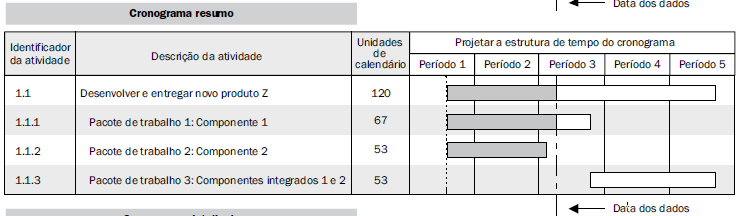 Data dos dados
Cronograma resumo
Identificador da atividade
Descrição da atividade
Unidades de calendário
Projetar a estrutura de tempo do cronograma
Período 1 Período 2 Período 3 Período 4 Período 5
1.1 Desenvolver e entregar novo produto Z 120
1.1.1 Pacote de trabalho 1: Componente 1 67
1.1.2 Pacote de trabalho 2: Componente 2 53
1.1.3 Pacote de trabalho 3: Componentes integrados 1 e 2 53
Data dos dados